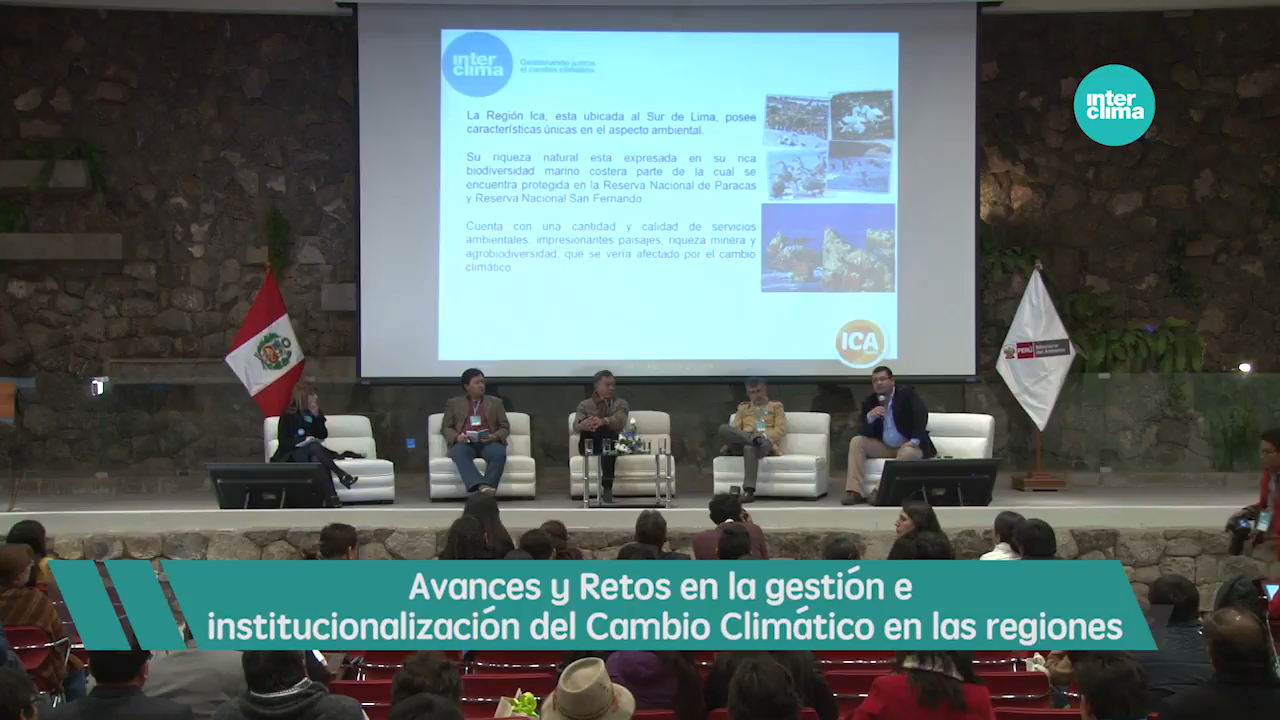 inter
clima
Gestionando juntos
el cambio climático
inter
clima
La Región Ica, esta ubicada al Sur de Lima, posee
características únicas en el aspecto ambiental.
Su riqueza natural esta expresada en su rica
biodiversidad marino costera parte de la cual se
encuentra protegida en la Reserva Nacional de Paracas
y Reserva Nacional San Fernando.
Cuenta con una cantidad y calidad de servicios
ambientales, impresionantes paisajes, riqueza minera y
agrobiodiversidad, que se vería afectado por el cambio
climático.
ICA
PERÚ
Ministerio
del Ambiente
Avances y Retos en la gestión e
institucionalización del Cambio Climático en las regiones